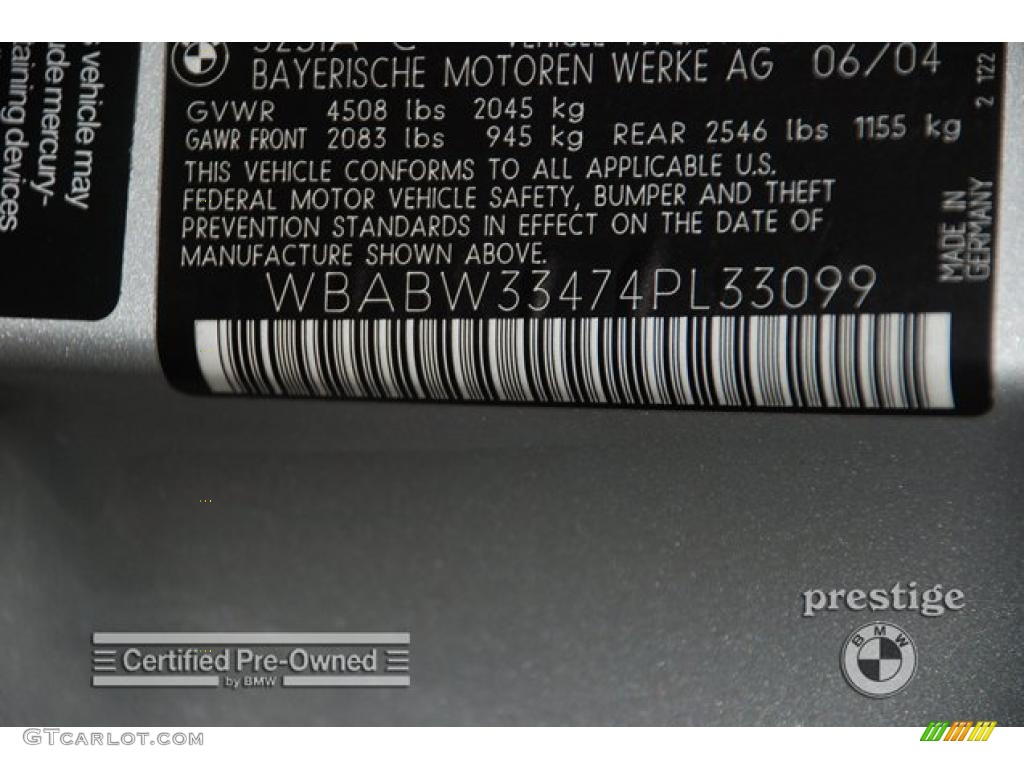 BAYERISCHE MOTOREN WERKE AG 06/04
GVWR 4508 lbs 2045 kg
GAWR FRONT 2083 lbs 945 kg REAR 2546 lbs 1155 kg
THIS VEHICLE CONFORMS TO ALL APPLICABLE U.S.
FEDERAL MOTOR VEHICLE SAFETY, BUMPER AND THEFT
PREVENTION STANDARDS IN EFFECT ON THE DATE OF
MANUFACTURE SHOWN ABOVE.
WBABW33474PL33099
2 122
MADE IN
GERMANY
vehicle may
mercury-
devices
prestige
BMW
Certified Pre-Owned
by BMW
GTCARLOT.COM